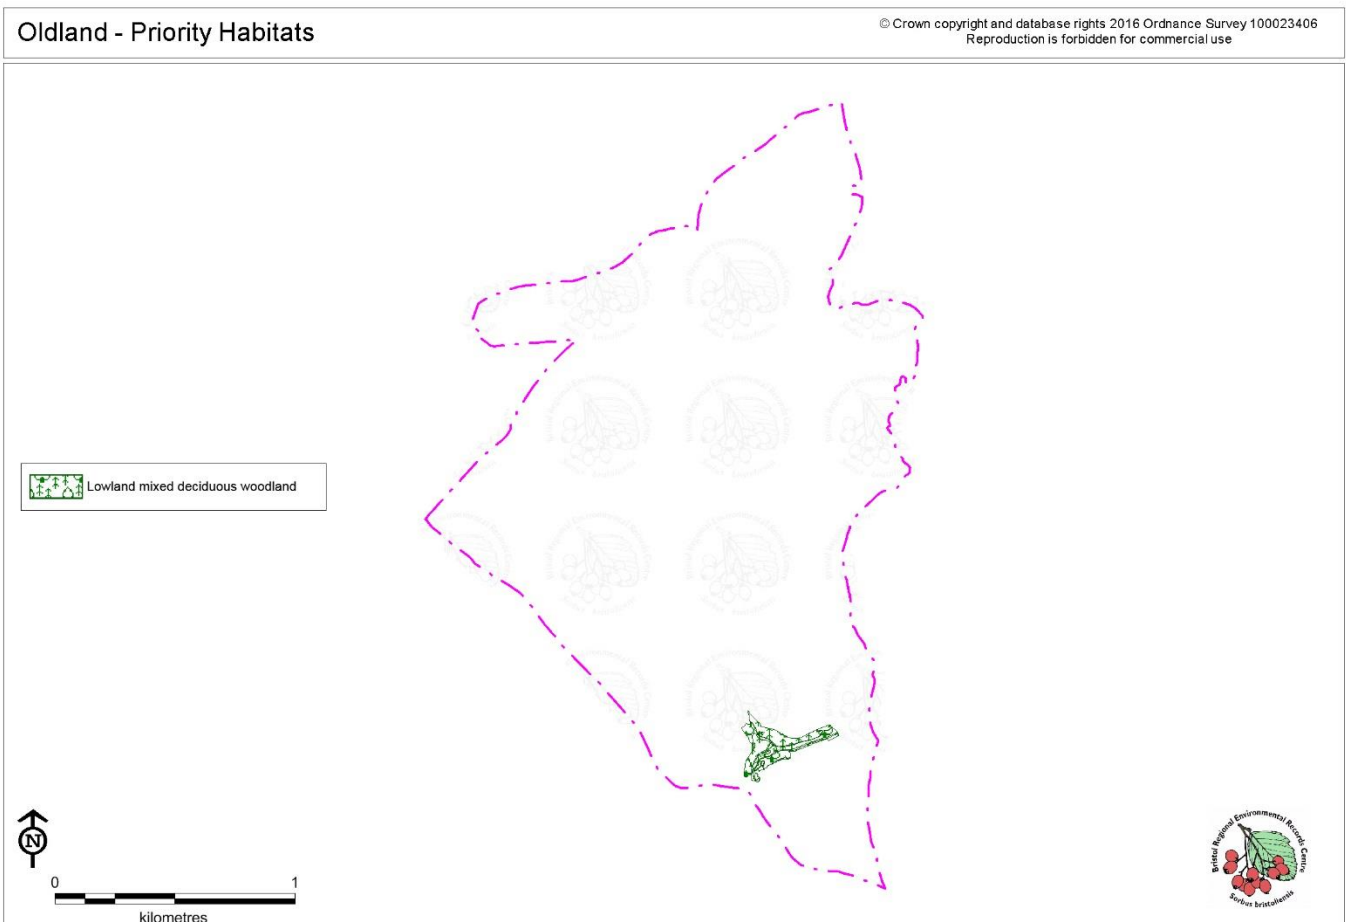 Oldland - Priority Habitats
© Crown copyright and database rights 2016 Ordnance Survey 100023406
Reproduction is forbidden for commercial use
Lowland mixed deciduous woodland
N
0 1
kilometres
Bristol Regional Environmental Records Centre
Sorbus bristoliensis